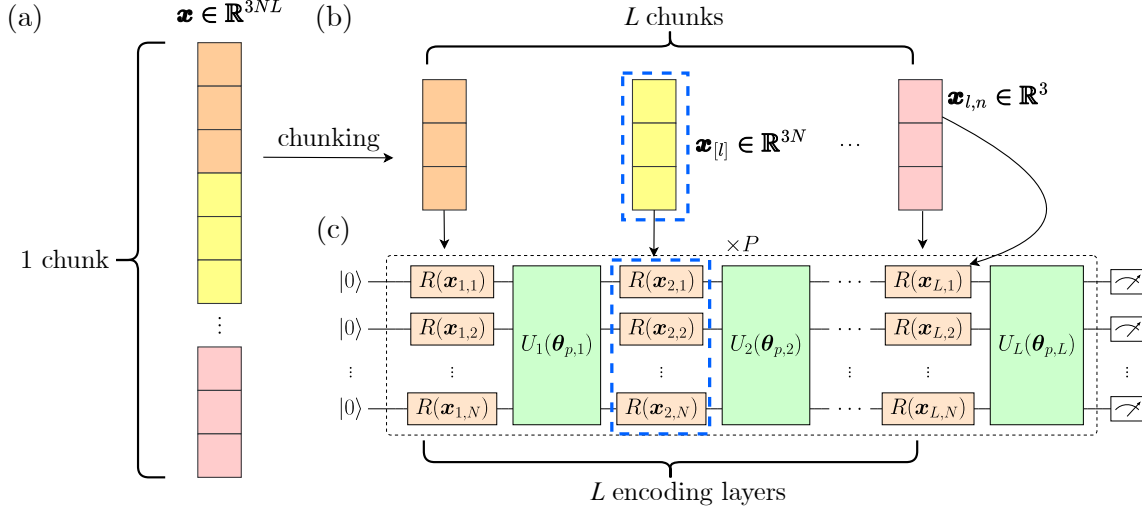 (a)
𝒙 ∈ ℝ^{3NL}
1 chunk
⋮
chunking
(b)
L chunks
𝒙_{[l]} ∈ ℝ^{3N}
⋯
𝒙_{l,n} ∈ ℝ^3
(c)
×P
|0⟩ R(𝒙_{1,1}) R(𝒙_{2,1}) ⋯ R(𝒙_{L,1})
|0⟩ R(𝒙_{1,2}) R(𝒙_{2,2}) ⋯ R(𝒙_{L,2})
U_1(𝜽_{p,1}) U_2(𝜽_{p,2}) U_L(𝜽_{p,L})
⋮ ⋮ ⋮ ⋮ ⋮ ⋮
|0⟩ R(𝒙_{1,N}) R(𝒙_{2,N}) ⋯ R(𝒙_{L,N})
L encoding layers